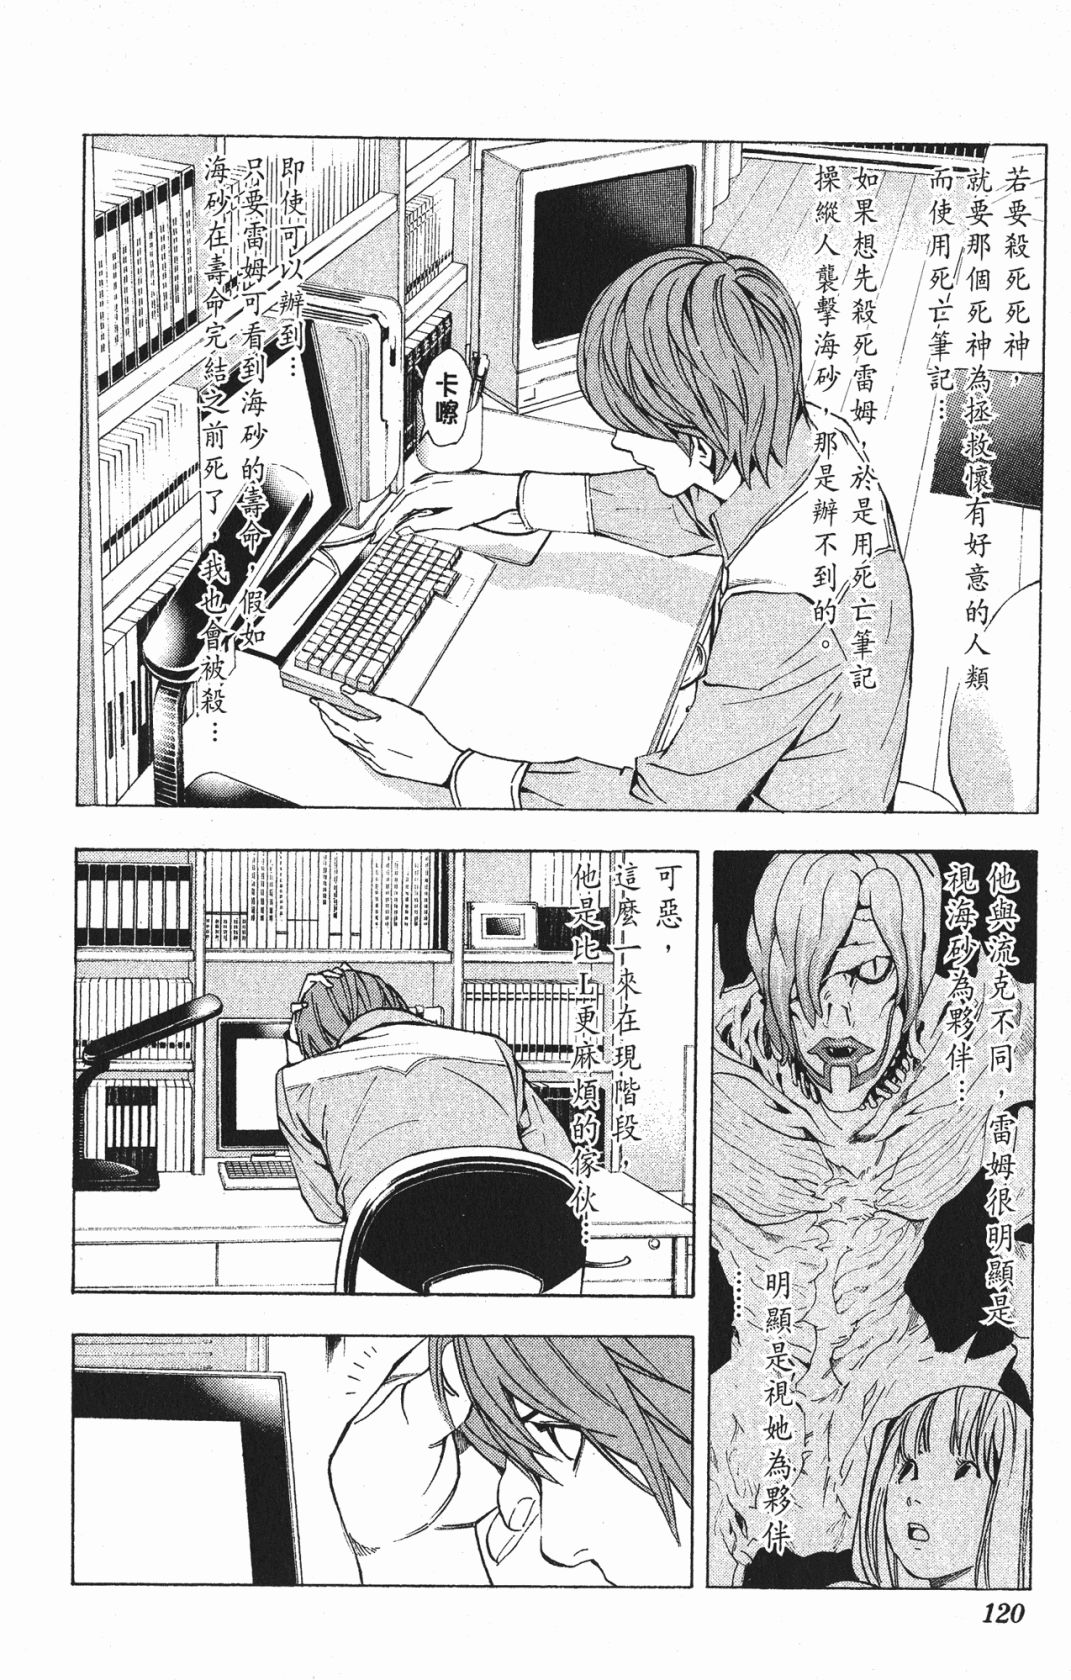 若要殺死死神，
就要那個死神為拯救懷有好意的人類
而使用死亡筆記…
如果想先殺死雷姆，於是用死亡筆記
操縱人襲擊海砂，那是辦不到的。
卡嚓
即使可以辦到…
只要雷姆可看到海砂的壽命，假如
海砂在壽命完結之前死了，我也會被殺…
他與流克不同，雷姆很明顯是
視海砂為夥伴…
明顯是視她為夥伴
……
可惡，
這麼一來在現階段，
他是比L更麻煩的傢伙…
120